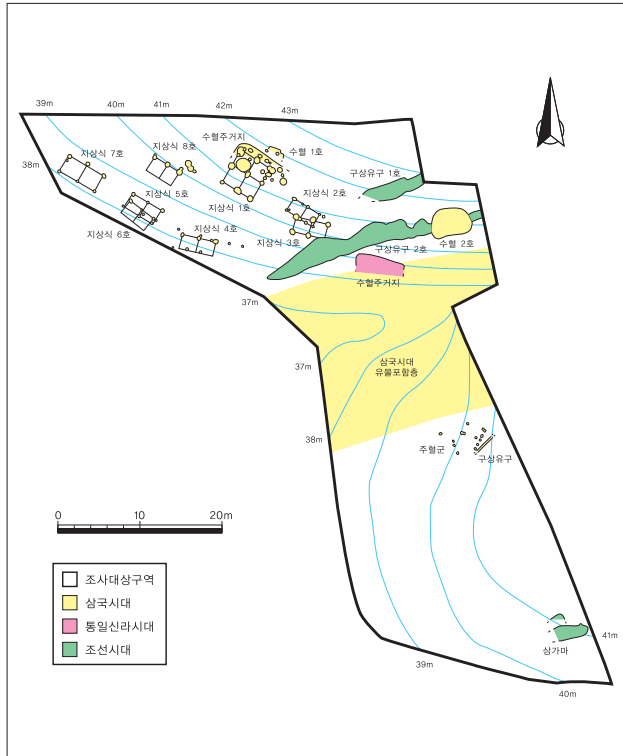 39m
40m
41m
42m
43m
지상식 7호
지상식 8호
수혈주거지
수혈 1호
38m
지상식 5호
지상식 1호
지상식 2호
구상유구 1호
지상식 6호
지상식 4호
지상식 3호
구상유구 2호
수혈 2호
수혈주거지
37m
삼국시대
유물포함층
37m
38m
주혈군
구상유구
0
10
20m
조사대상구역
삼국시대
통일신라시대
조선시대
삼가마
41m
39m
40m